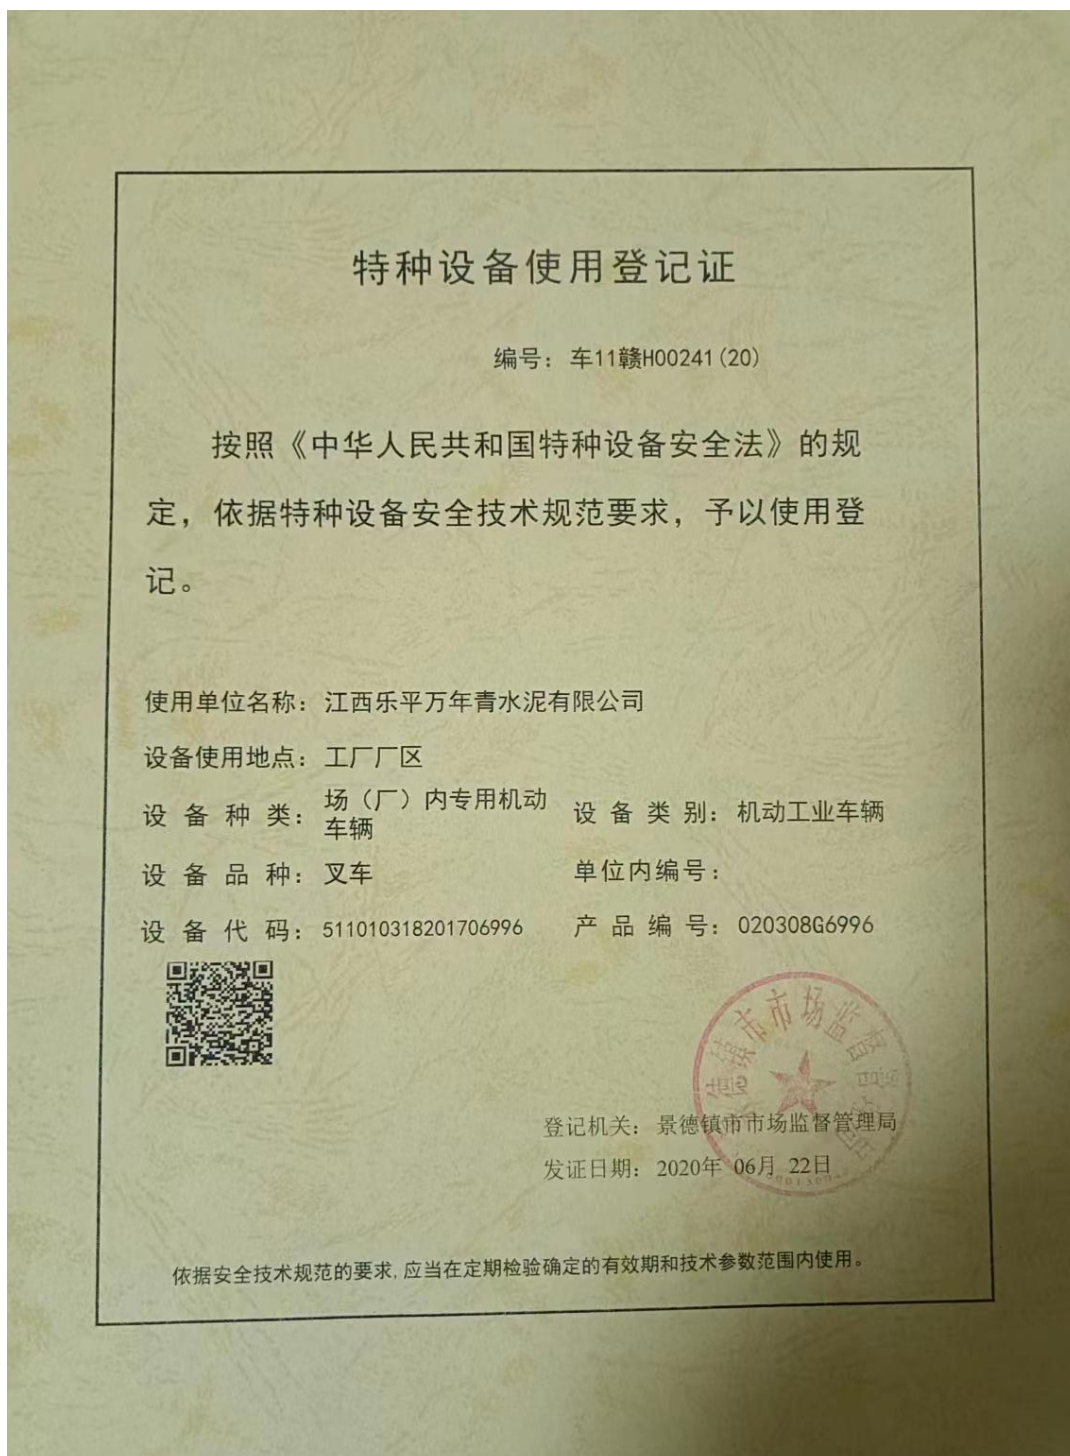 特种设备使用登记证
编号：车11赣H00241(20)
按照《中华人民共和国特种设备安全法》的规
定，依据特种设备安全技术规范要求，予以使用登
记。
使用单位名称：江西乐平万年青水泥有限公司
设备使用地点：工厂厂区
设备种类：场（厂）内专用机动
车辆
设备类别：机动工业车辆
设备品种：叉车
单位内编号：
设备代码：511010318201706996
产品编号：020308G6996
德镇市市场监督管
登记机关：景德镇市市场监督管理局
发证日期：2020年 06月 22日
依据安全技术规范的要求,应当在定期检验确定的有效期和技术参数范围内使用。